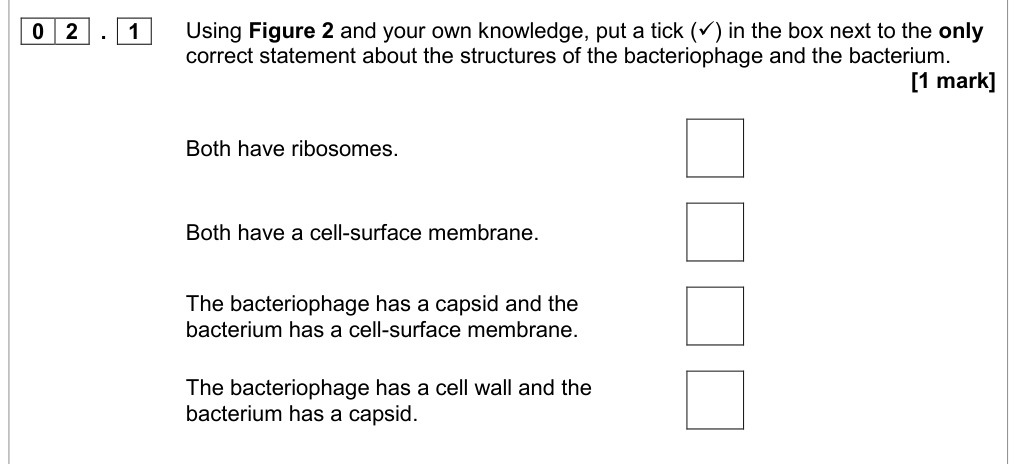 02.1 Using Figure 2 and your own knowledge, put a tick (✓) in the box next to the only
correct statement about the structures of the bacteriophage and the bacterium.
[1 mark]
Both have ribosomes.
Both have a cell-surface membrane.
The bacteriophage has a capsid and the
bacterium has a cell-surface membrane.
The bacteriophage has a cell wall and the
bacterium has a capsid.